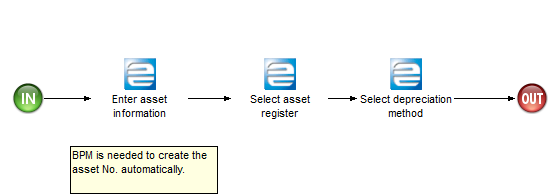 IN
Enter asset
information
Select asset
register
Select depreciation
method
OUT
BPM is needed to create the
asset No. automatically.